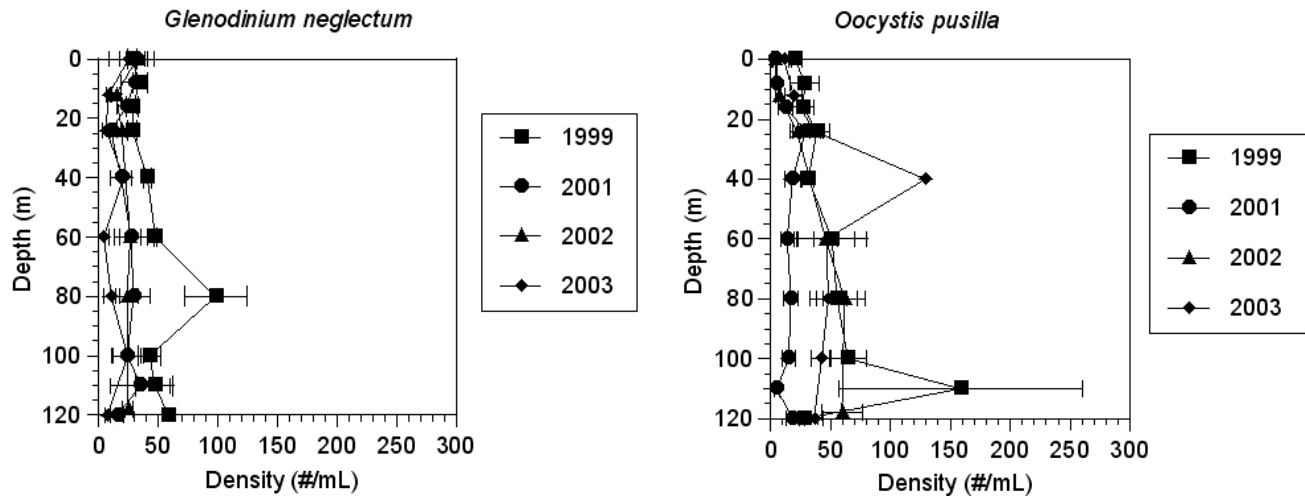 Glenodinium neglectum
0
20
40
60
80
100
120
Depth (m)
0 50 100 150 200 250 300
Density (#/mL)
1999
2001
2002
2003
Oocystis pusilla
0
20
40
60
80
100
120
Depth (m)
0 50 100 150 200 250 300
Density (#/mL)
1999
2001
2002
2003